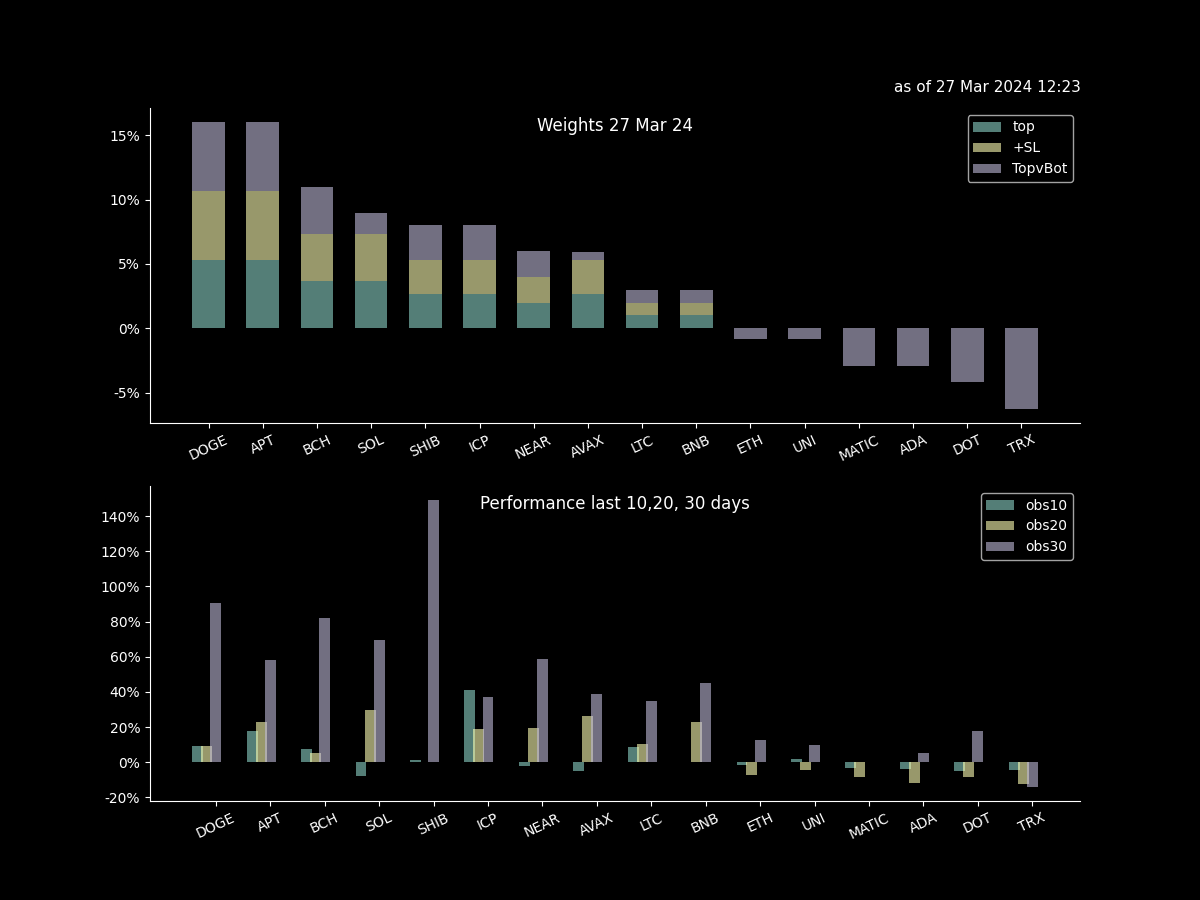 as of 27 Mar 2024 12:23
Weights 27 Mar 24
top
+SL
TopvBot
15%
10%
5%
0%
-5%
DOGE APT BCH SOL SHIB ICP NEAR AVAX LTC BNB ETH UNI MATIC ADA DOT TRX
Performance last 10,20, 30 days
obs10
obs20
obs30
140%
120%
100%
80%
60%
40%
20%
0%
-20%
DOGE APT BCH SOL SHIB ICP NEAR AVAX LTC BNB ETH UNI MATIC ADA DOT TRX